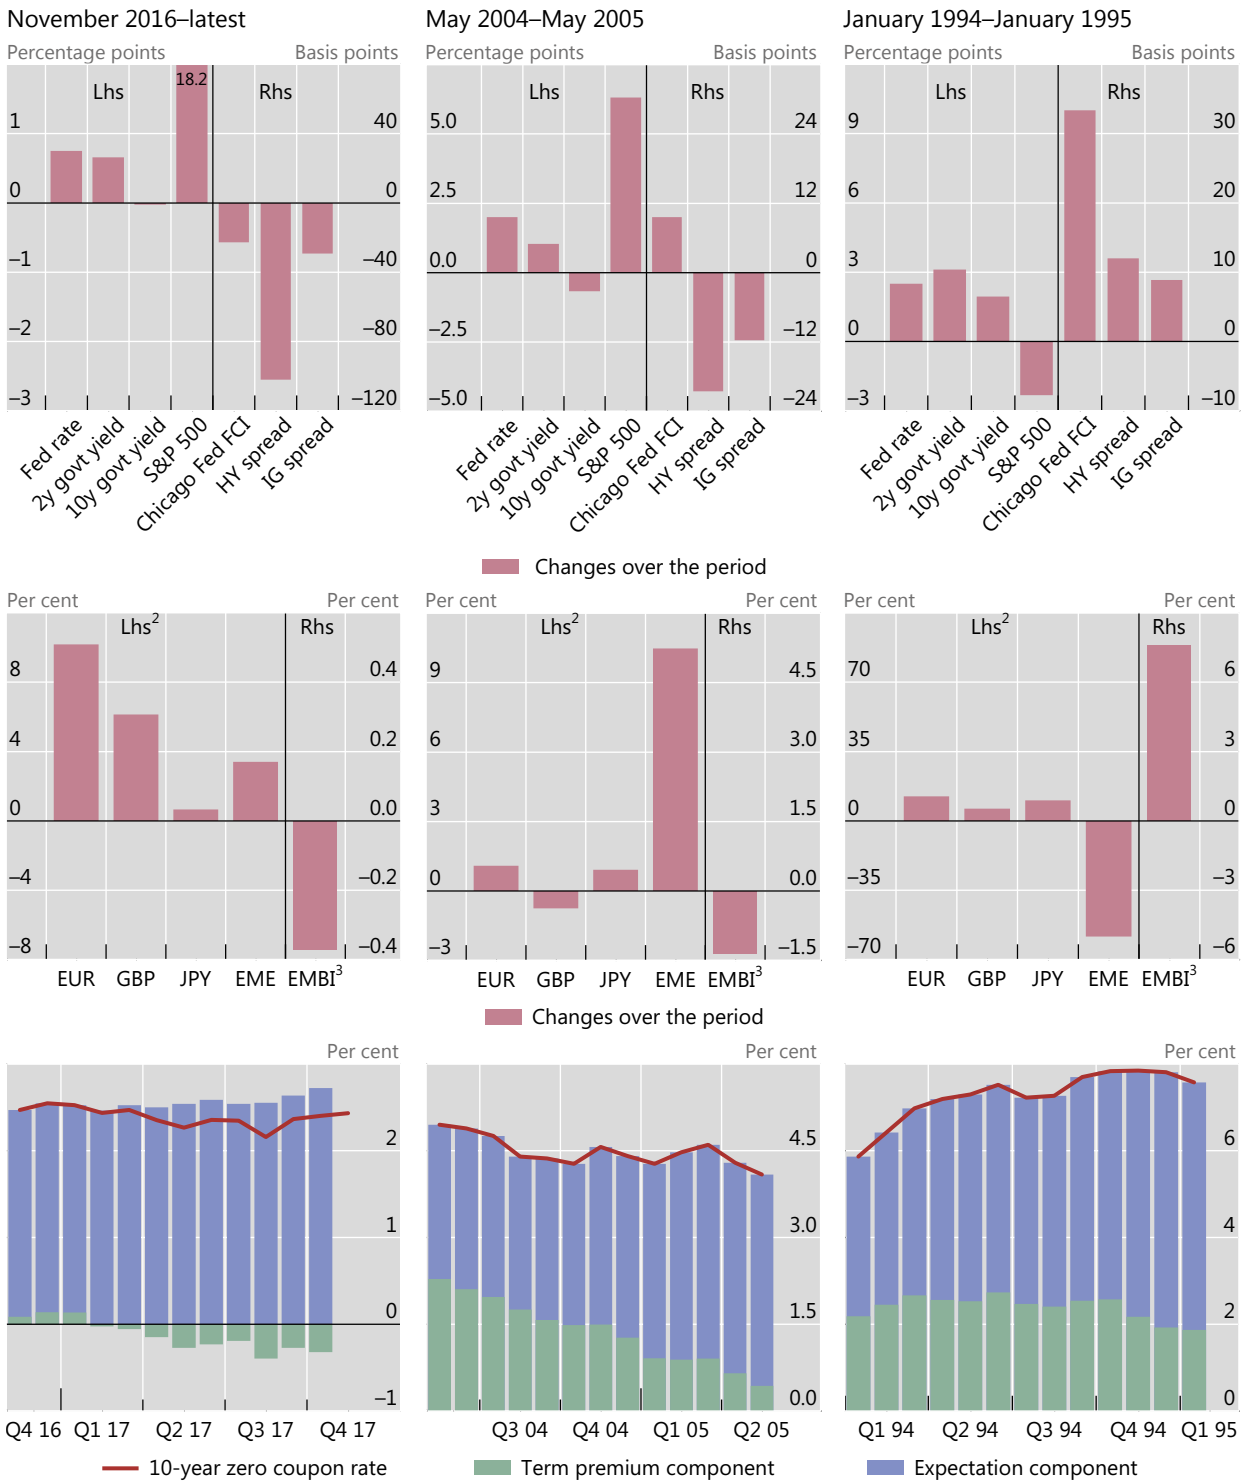 November 2016–latest
May 2004–May 2005
January 1994–January 1995
Percentage points
Basis points
Percentage points
Basis points
Percentage points
Basis points
18.2
Lhs
Rhs
Lhs
Rhs
Lhs
Rhs
1
40
5.0
24
9
30
0
0
2.5
12
6
20
–1
–40
0.0
0
3
10
–2
–80
–2.5
–12
0
0
–3
–120
–5.0
–24
–3
–10
Fed rate
2y govt yield
10y govt yield
S&P 500
Chicago Fed FCI
HY spread
IG spread
Fed rate
2y govt yield
10y govt yield
S&P 500
Chicago Fed FCI
HY spread
IG spread
Fed rate
2y govt yield
10y govt yield
S&P 500
Chicago Fed FCI
HY spread
IG spread
Changes over the period
Per cent
Per cent
Per cent
Per cent
Per cent
Per cent
Lhs2
Rhs
Lhs2
Rhs
Lhs2
Rhs
8
0.4
9
4.5
70
6
4
0.2
6
3.0
35
3
0
0.0
3
1.5
0
0
–4
–0.2
0
0.0
–35
–3
–8
–0.4
–3
–1.5
–70
–6
EUR GBP JPY EME EMBI3
EUR GBP JPY EME EMBI3
EUR GBP JPY EME EMBI3
Changes over the period
Per cent
Per cent
Per cent
2
4.5
6
1
3.0
4
0
1.5
2
–1
0.0
0
Q4 16 Q1 17 Q2 17 Q3 17 Q4 17
Q3 04 Q4 04 Q1 05 Q2 05
Q1 94 Q2 94 Q3 94 Q4 94 Q1 95
10-year zero coupon rate
Term premium component
Expectation component